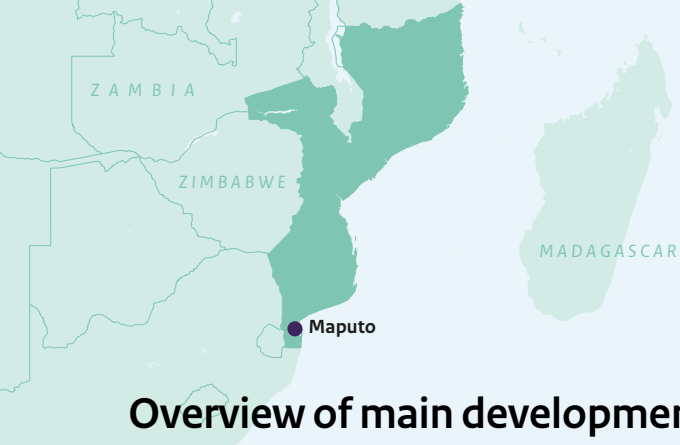 ZAMBIA
ZIMBABWE
MADAGASCAR
Maputo
Overview of main developmen